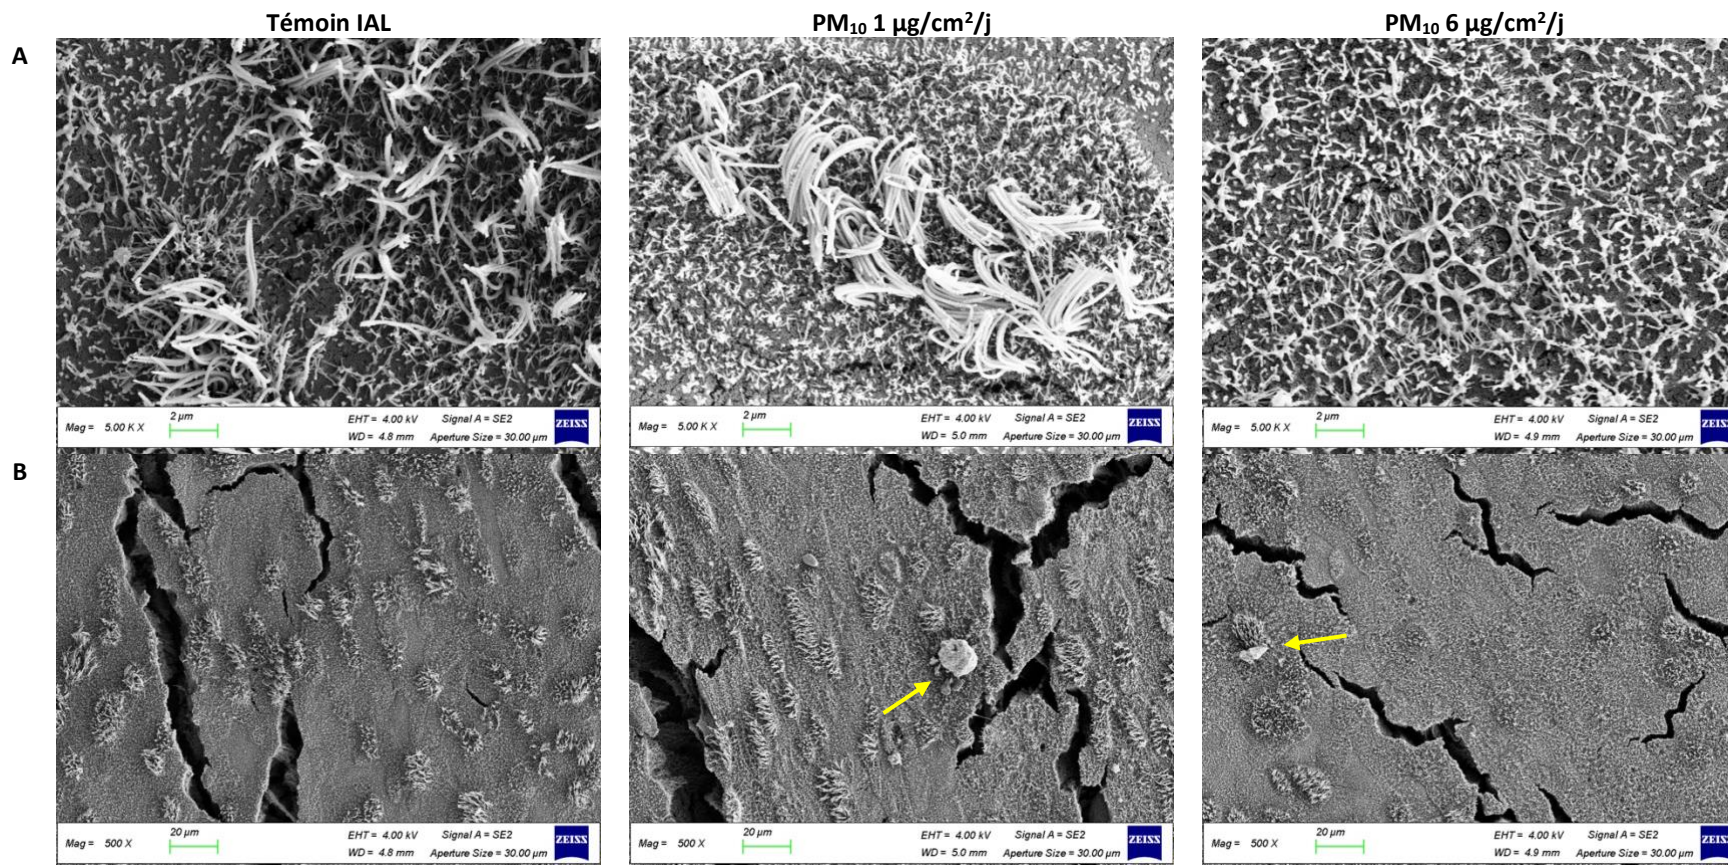 Témoin IAL
PM₁₀ 1 µg/cm²/j
PM₁₀ 6 µg/cm²/j
A
Mag = 5.00 K X
2 µm
EHT = 4.00 kV
Signal A = SE2
WD = 4.8 mm
Aperture Size = 30.00 µm
ZEISS
Mag = 5.00 K X
2 µm
EHT = 4.00 kV
Signal A = SE2
WD = 5.0 mm
Aperture Size = 30.00 µm
ZEISS
Mag = 5.00 K X
2 µm
EHT = 4.00 kV
Signal A = SE2
WD = 4.9 mm
Aperture Size = 30.00 µm
ZEISS
B
Mag = 500 X
20 µm
EHT = 4.00 kV
Signal A = SE2
WD = 4.8 mm
Aperture Size = 30.00 µm
ZEISS
Mag = 500 X
20 µm
EHT = 4.00 kV
Signal A = SE2
WD = 5.0 mm
Aperture Size = 30.00 µm
ZEISS
Mag = 500 X
20 µm
EHT = 4.00 kV
Signal A = SE2
WD = 4.9 mm
Aperture Size = 30.00 µm
ZEISS